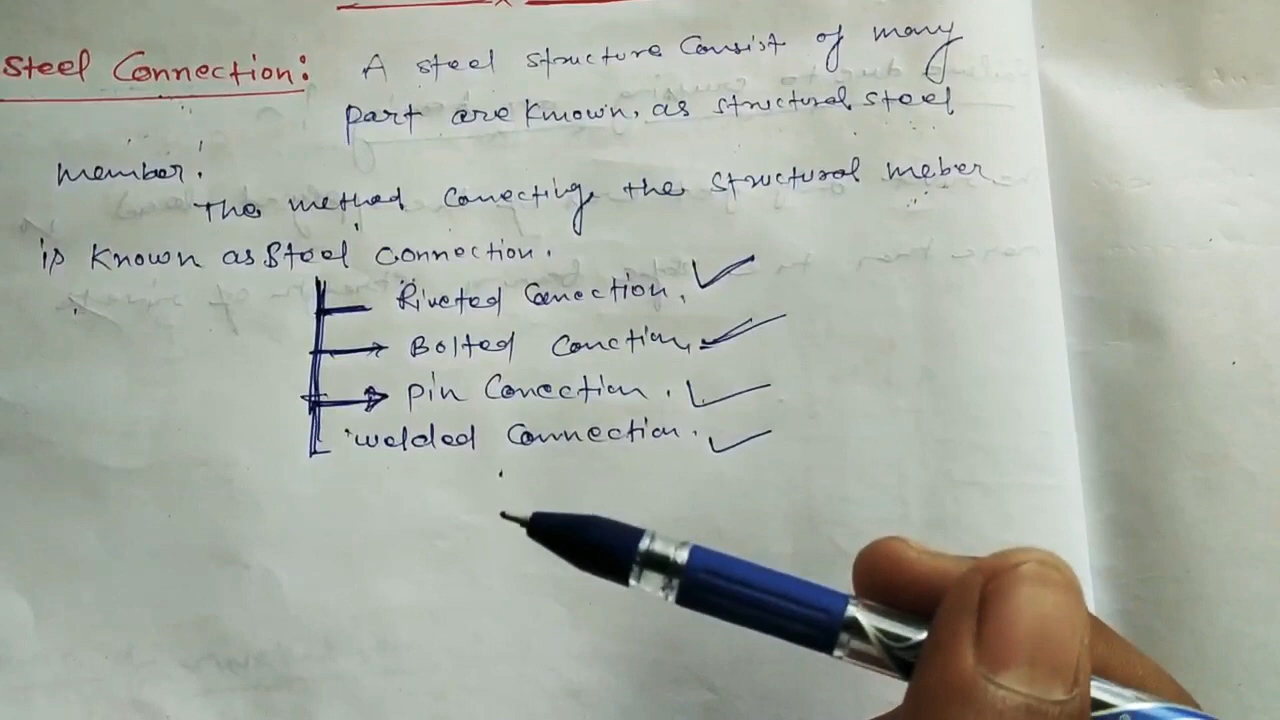 Steel Connection: A steel structure Consist of many
part are Known, as structural steel
member.
The method Conecting the structural meber
is Known as Steel Connection.
Riveted Conection.
Bolted Conction,
Pin Conection.
welded Connection.